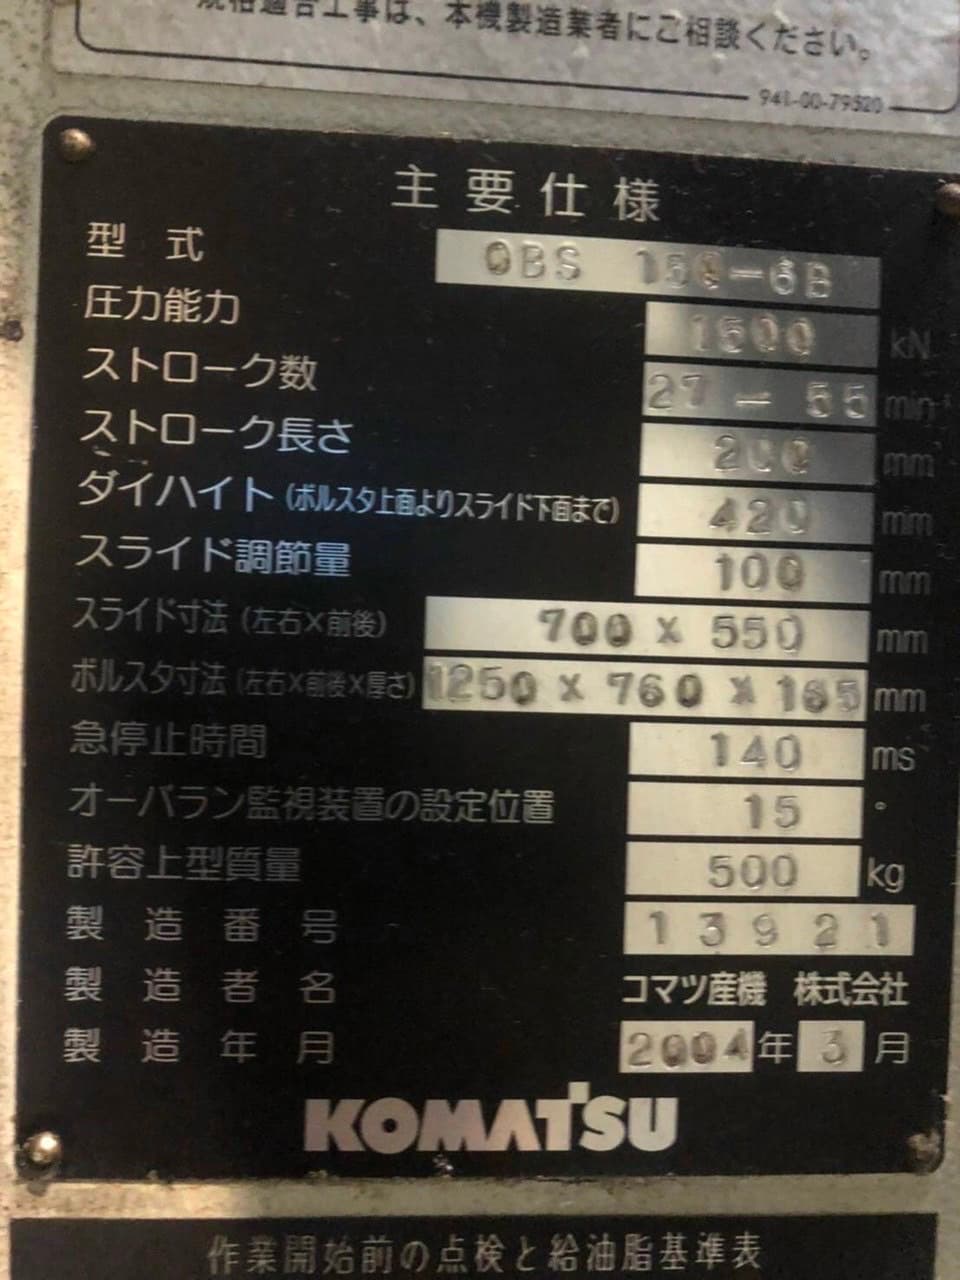 規格適合工事は、本機製造業者にご相談ください。
941-00-79520
主要仕様
型式 OBS 150-6B
圧力能力 1500 kN
ストローク数 27 - 55 min⁻¹
ストローク長さ 200 mm
ダイハイト(ボルスタ上面よりスライド下面まで) 420 mm
スライド調節量 100 mm
スライド寸法(左右×前後) 700 X 550 mm
ボルスタ寸法(左右×前後×厚さ) 1250 X 760 X 165 mm
急停止時間 140 ms
オーバラン監視装置の設定位置 15 °
許容上型質量 500 kg
製造番号 13921
製造者名 コマツ産機 株式会社
製造年月 2004年3月
KOMATSU
作業開始前の点検と給油脂基準表